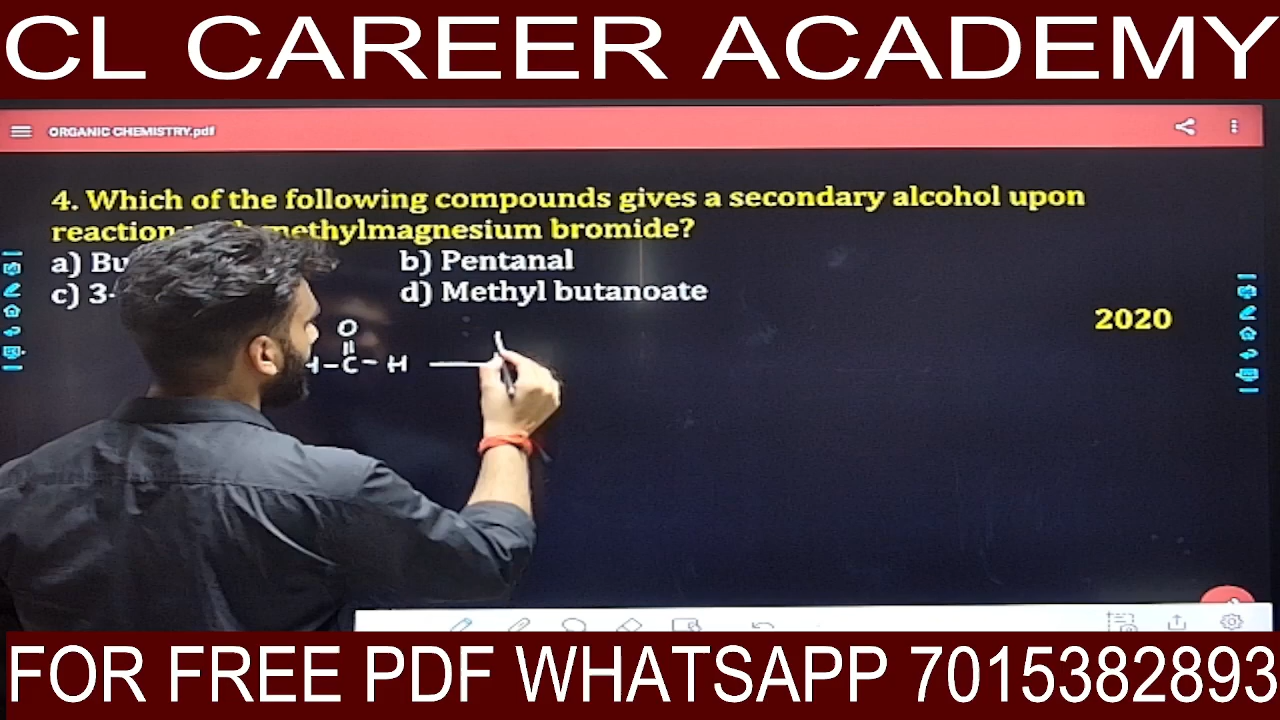 CL CAREER ACADEMY
ORGANIC CHEMISTRY.pdf
4. Which of the following compounds gives a secondary alcohol upon
reaction methylmagnesium bromide?
a) b) Pentanal
c) 3- d) Methyl butanoate
2020
O
-C-H
FOR FREE PDF WHATSAPP 7015382893